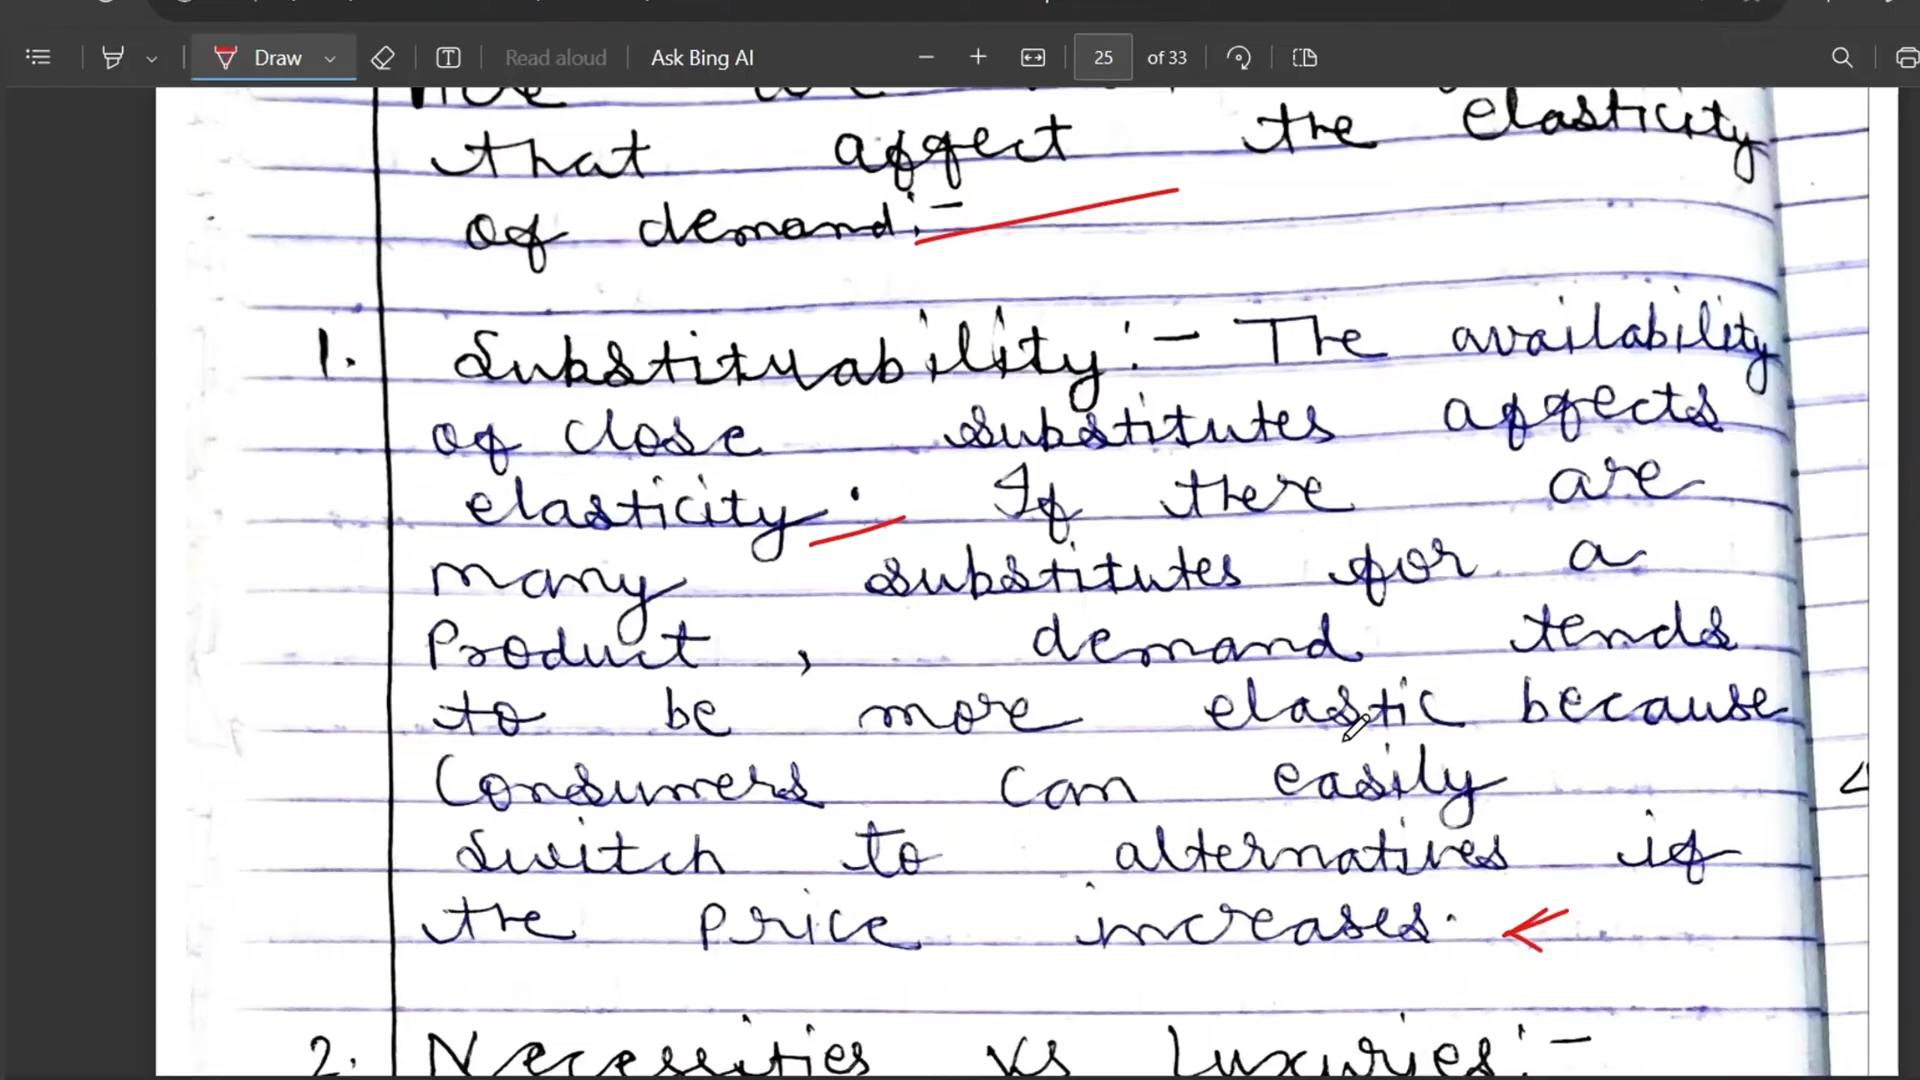 Draw
Read aloud
Ask Bing AI
25 of 33
that affect the elasticity
of demand:-
1. Substituability:- The availability
of close substitutes affects
elasticity. If there are
many substitutes for a
Product, demand tends
to be more elastic because
Consumers can easily
Switch to alternatives if
the price increases.
2. Necessities Vs Luxuries:-